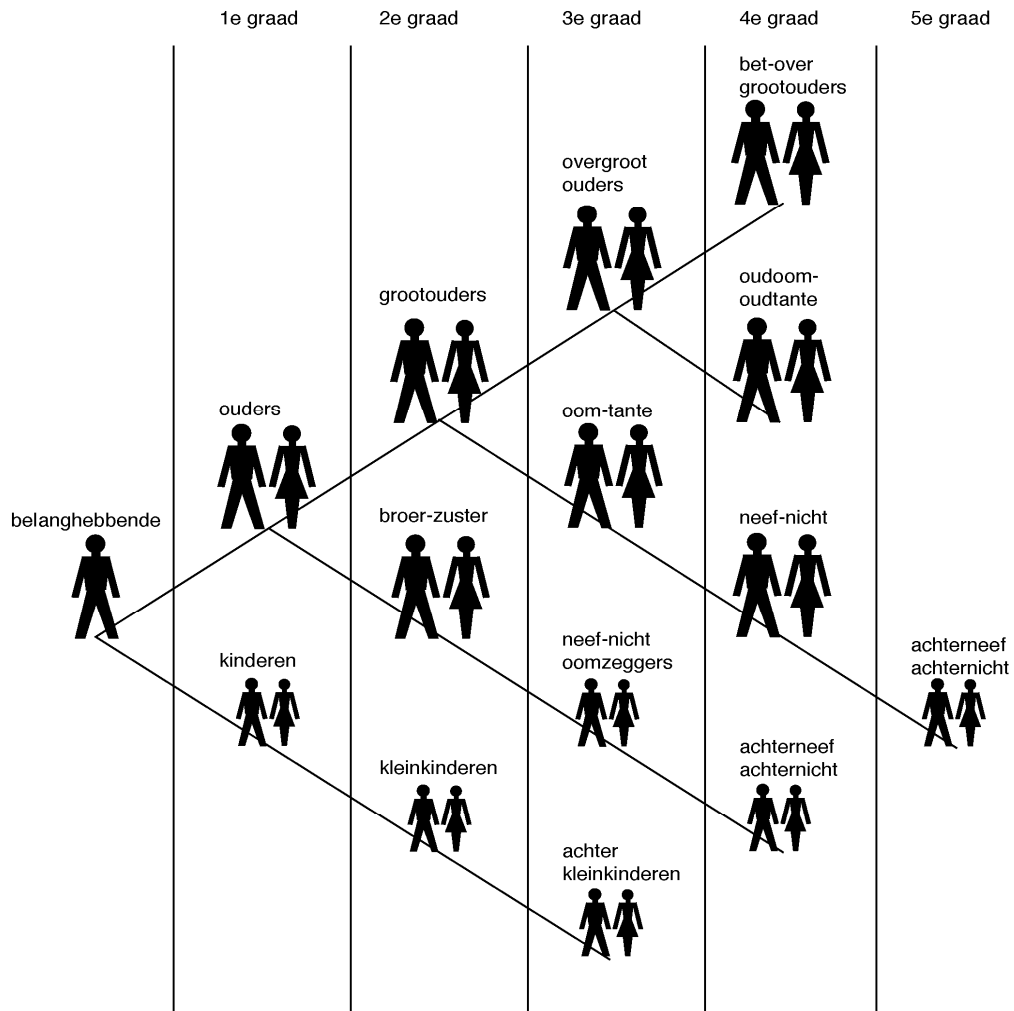 1e graad
2e graad
3e graad
4e graad
5e graad
bet-over
grootouders
overgroot
ouders
oudoom-
oudtante
grootouders
ouders
oom-tante
belanghebbende
broer-zuster
neef-nicht
kinderen
neef-nicht
oomzeggers
achterneef
achternicht
kleinkinderen
achterneef
achternicht
achter
kleinkinderen